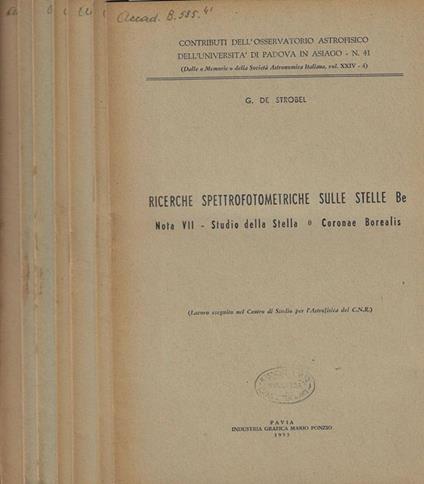 Accad. B. 585. 41
CONTRIBUTI DELL'OSSERVATORIO ASTROFISICO
DELL'UNIVERSITA' DI PADOVA IN ASIAGO - N. 41
(Dalle « Memorie » della Società Astronomica Italiana, vol. XXIV - 4)
G. DE STROBEL
RICERCHE SPETTROFOTOMETRICHE SULLE STELLE Be
Nota VII - Studio della Stella θ Coronae Borealis
(Lavoro eseguito nel Centro di Studio per l'Astrofisica del C.N.R.)
PAVIA
INDUSTRIA GRAFICA MARIO PONZIO
1953